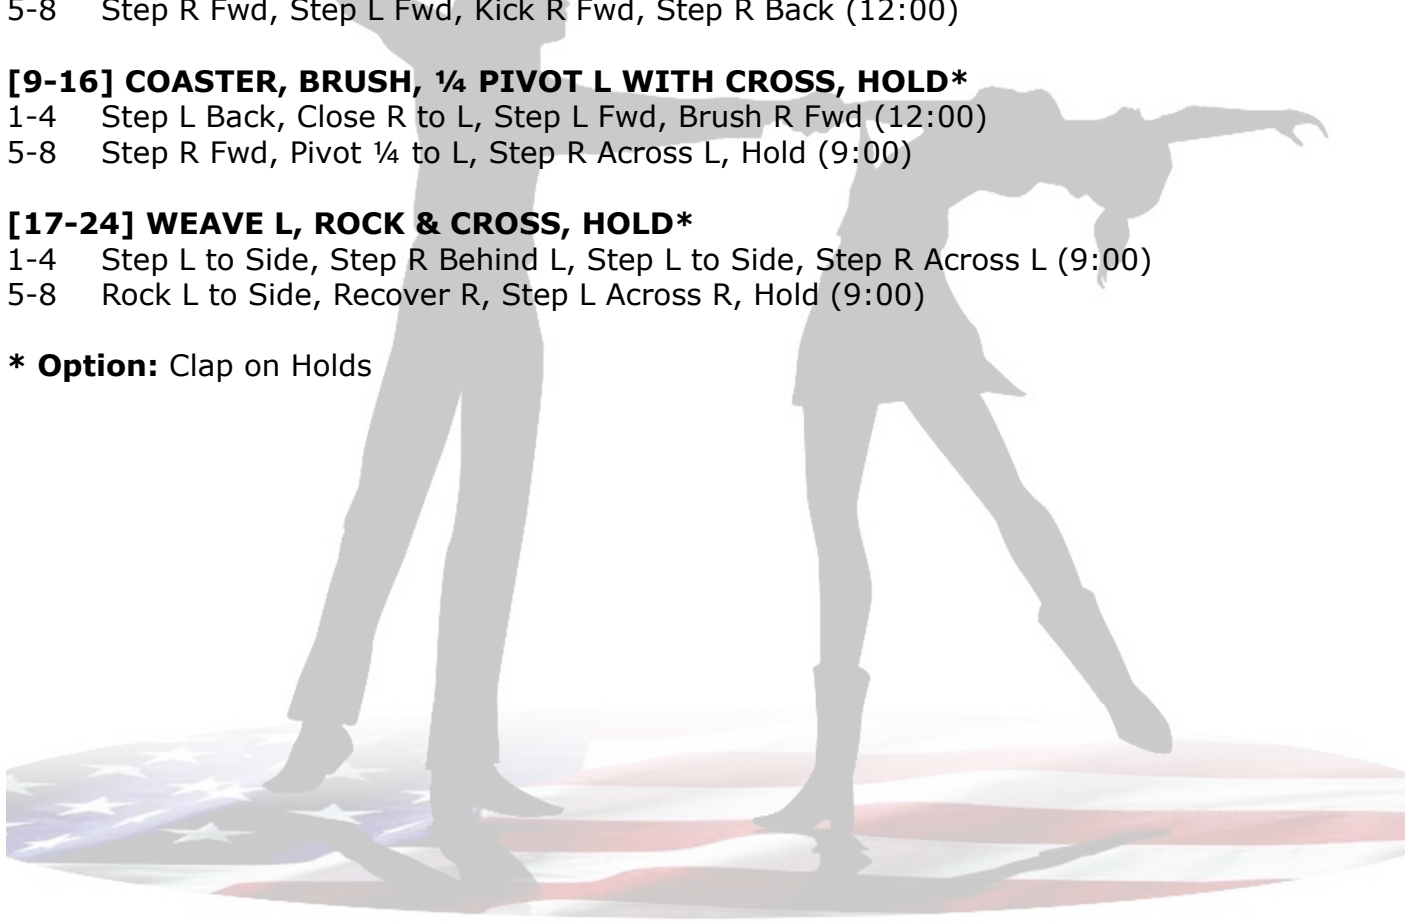 5-8 Step R Fwd, Step L Fwd, Kick R Fwd, Step R Back (12:00)
[9-16] COASTER, BRUSH, ¼ PIVOT L WITH CROSS, HOLD*
1-4 Step L Back, Close R to L, Step L Fwd, Brush R Fwd (12:00)
5-8 Step R Fwd, Pivot ¼ to L, Step R Across L, Hold (9:00)
[17-24] WEAVE L, ROCK & CROSS, HOLD*
1-4 Step L to Side, Step R Behind L, Step L to Side, Step R Across L (9:00)
5-8 Rock L to Side, Recover R, Step L Across R, Hold (9:00)
* Option: Clap on Holds